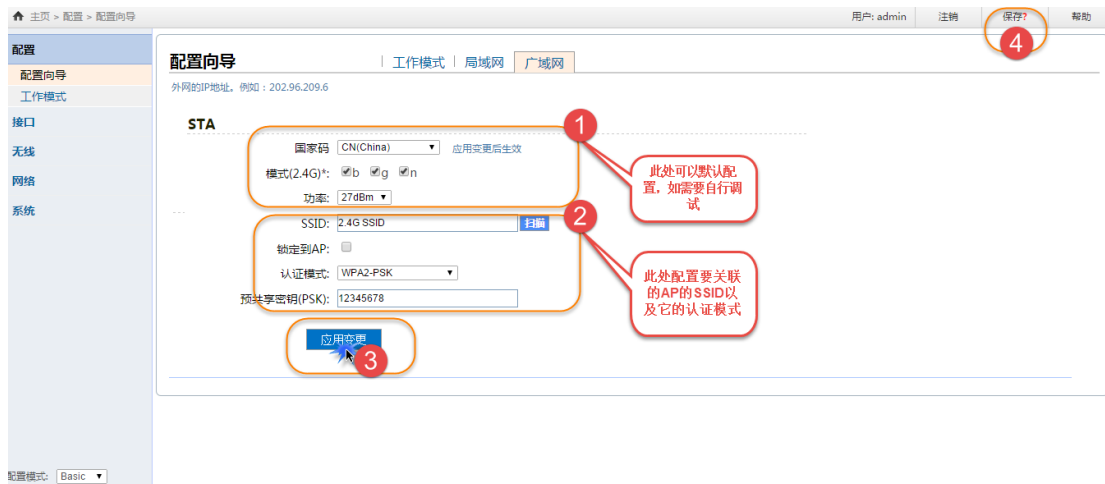 主页 > 配置 > 配置向导
用户: admin 注销 保存? 帮助
4
配置
配置向导
工作模式
接口
无线
网络
系统
配置向导 工作模式 局域网 广域网
外网的IP地址。例如：202.96.209.6
STA
1
国家码 CN(China) 应用变更后生效
模式(2.4G)*: b g n
功率: 27dBm
此处可以默认配
置，如需要自行调
试
2
SSID: 2.4G SSID 扫描
锁定到AP:
认证模式: WPA2-PSK
预共享密钥(PSK): 12345678
此处配置要关联
的AP的SSID以
及它的认证模式
应用变更
3
配置模式: Basic